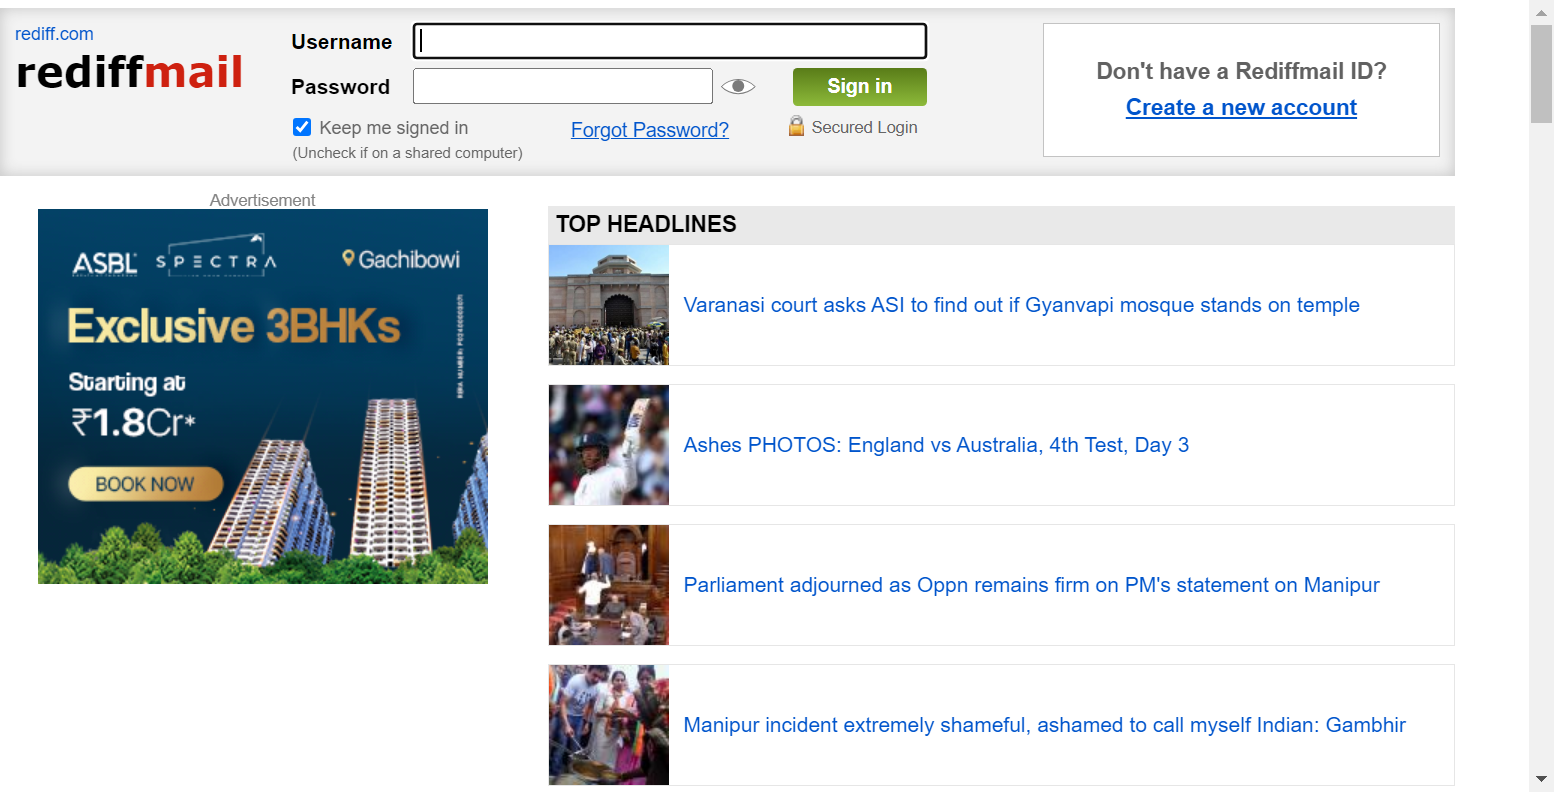 rediff.com
rediffmail
Username
Password
Sign in
Keep me signed in
(Uncheck if on a shared computer)
Forgot Password?
Secured Login
Don't have a Rediffmail ID?
Create a new account
Advertisement
ASBL SPECTRA
Gachibowi
Exclusive 3BHKs
Starting at
₹1.8Cr*
BOOK NOW
TOP HEADLINES
Varanasi court asks ASI to find out if Gyanvapi mosque stands on temple
Ashes PHOTOS: England vs Australia, 4th Test, Day 3
Parliament adjourned as Oppn remains firm on PM's statement on Manipur
Manipur incident extremely shameful, ashamed to call myself Indian: Gambhir